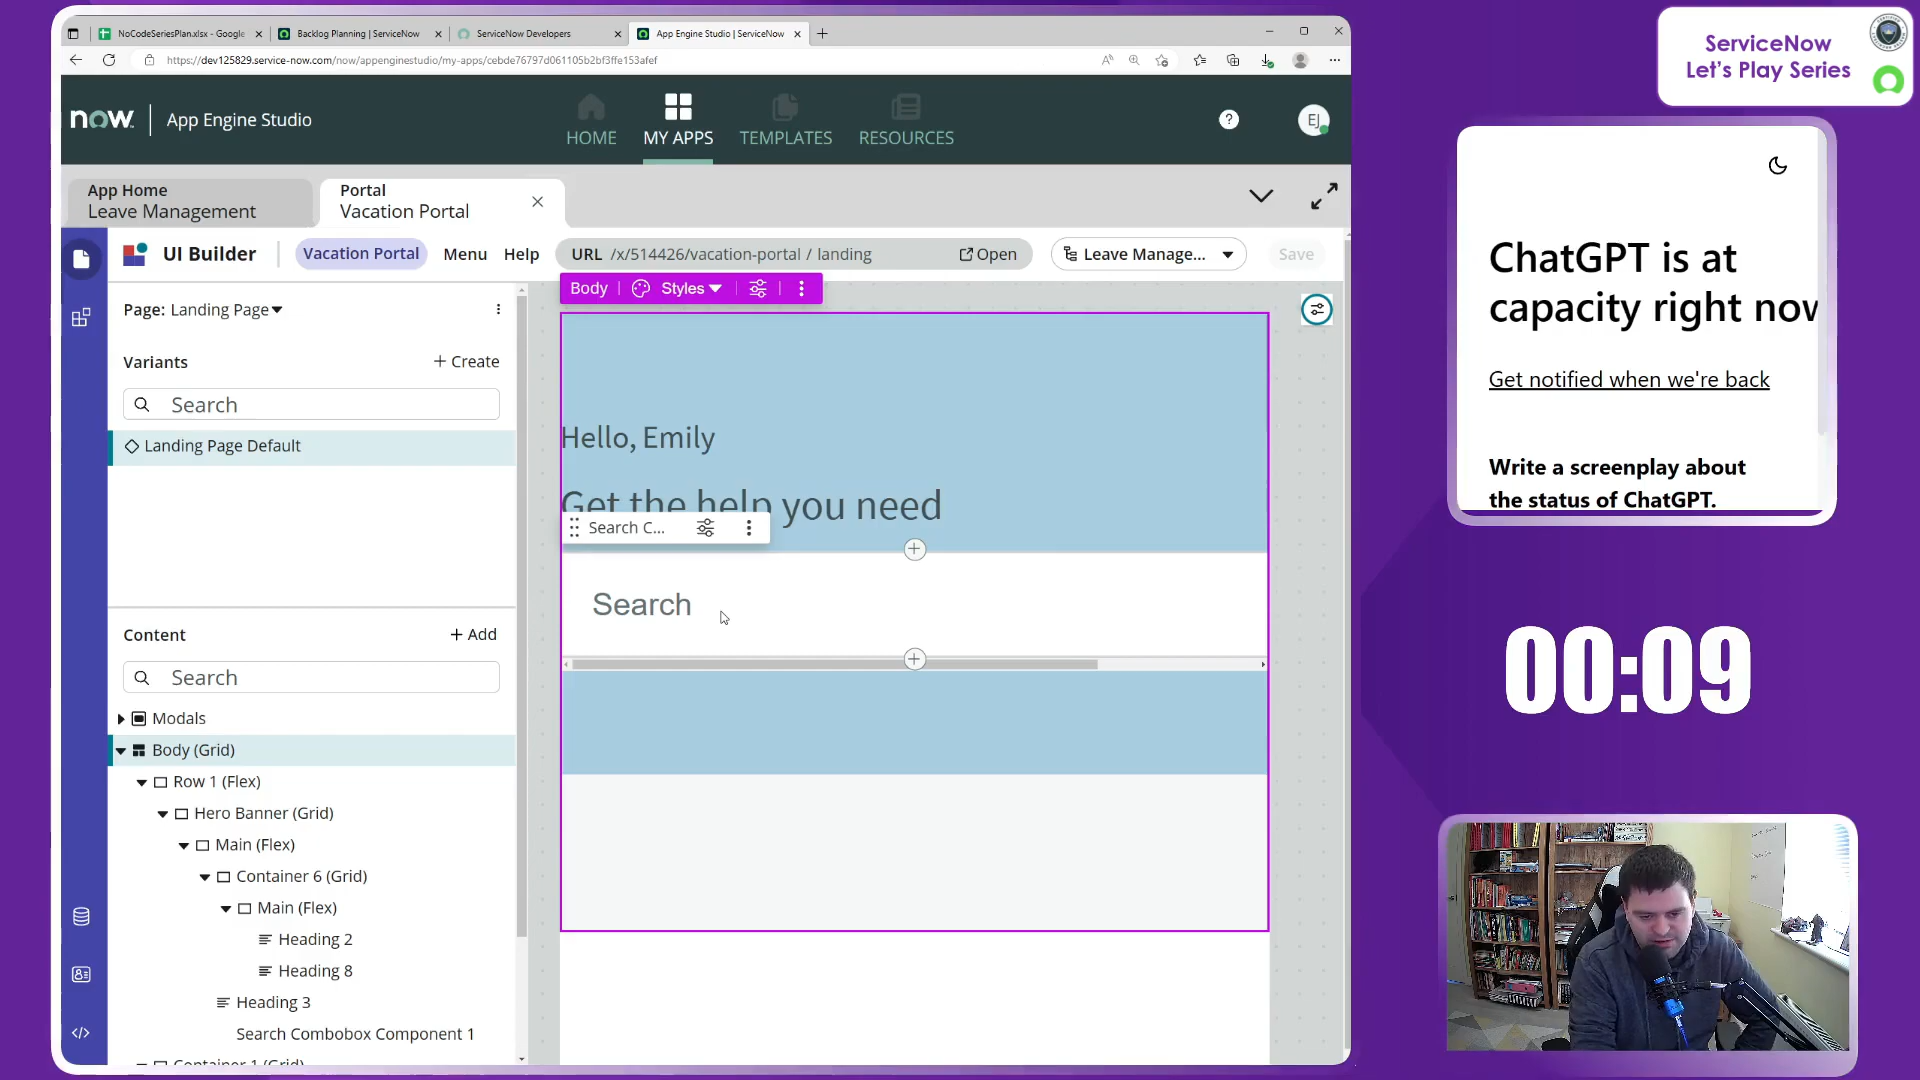 NoCodeSeriesPlan.xlsx - Google
Backlog Planning | ServiceNow
ServiceNow Developers
App Engine Studio | ServiceNow
https://dev125829.service-now.com/now/appenginestudio/my-apps/cebde76797d061105b2bf3ffe153afef
now.
App Engine Studio
HOME
MY APPS
TEMPLATES
RESOURCES
?
EJ
App Home
Leave Management
Portal
Vacation Portal
UI Builder
Vacation Portal
Menu
Help
URL /x/514426/vacation-portal / landing
Open
Leave Manage...
Save
Page: Landing Page
Variants
+ Create
Search
Landing Page Default
Content
+ Add
Search
Modals
Body (Grid)
Row 1 (Flex)
Hero Banner (Grid)
Main (Flex)
Container 6 (Grid)
Main (Flex)
Heading 2
Heading 8
Heading 3
Search Combobox Component 1
Container 1 (Grid)
Body
Styles
Hello, Emily
Get the help you need
Search C...
Search
ServiceNow
Let's Play Series
ChatGPT is at
capacity right now
Get notified when we're back
Write a screenplay about
the status of ChatGPT.
00:09